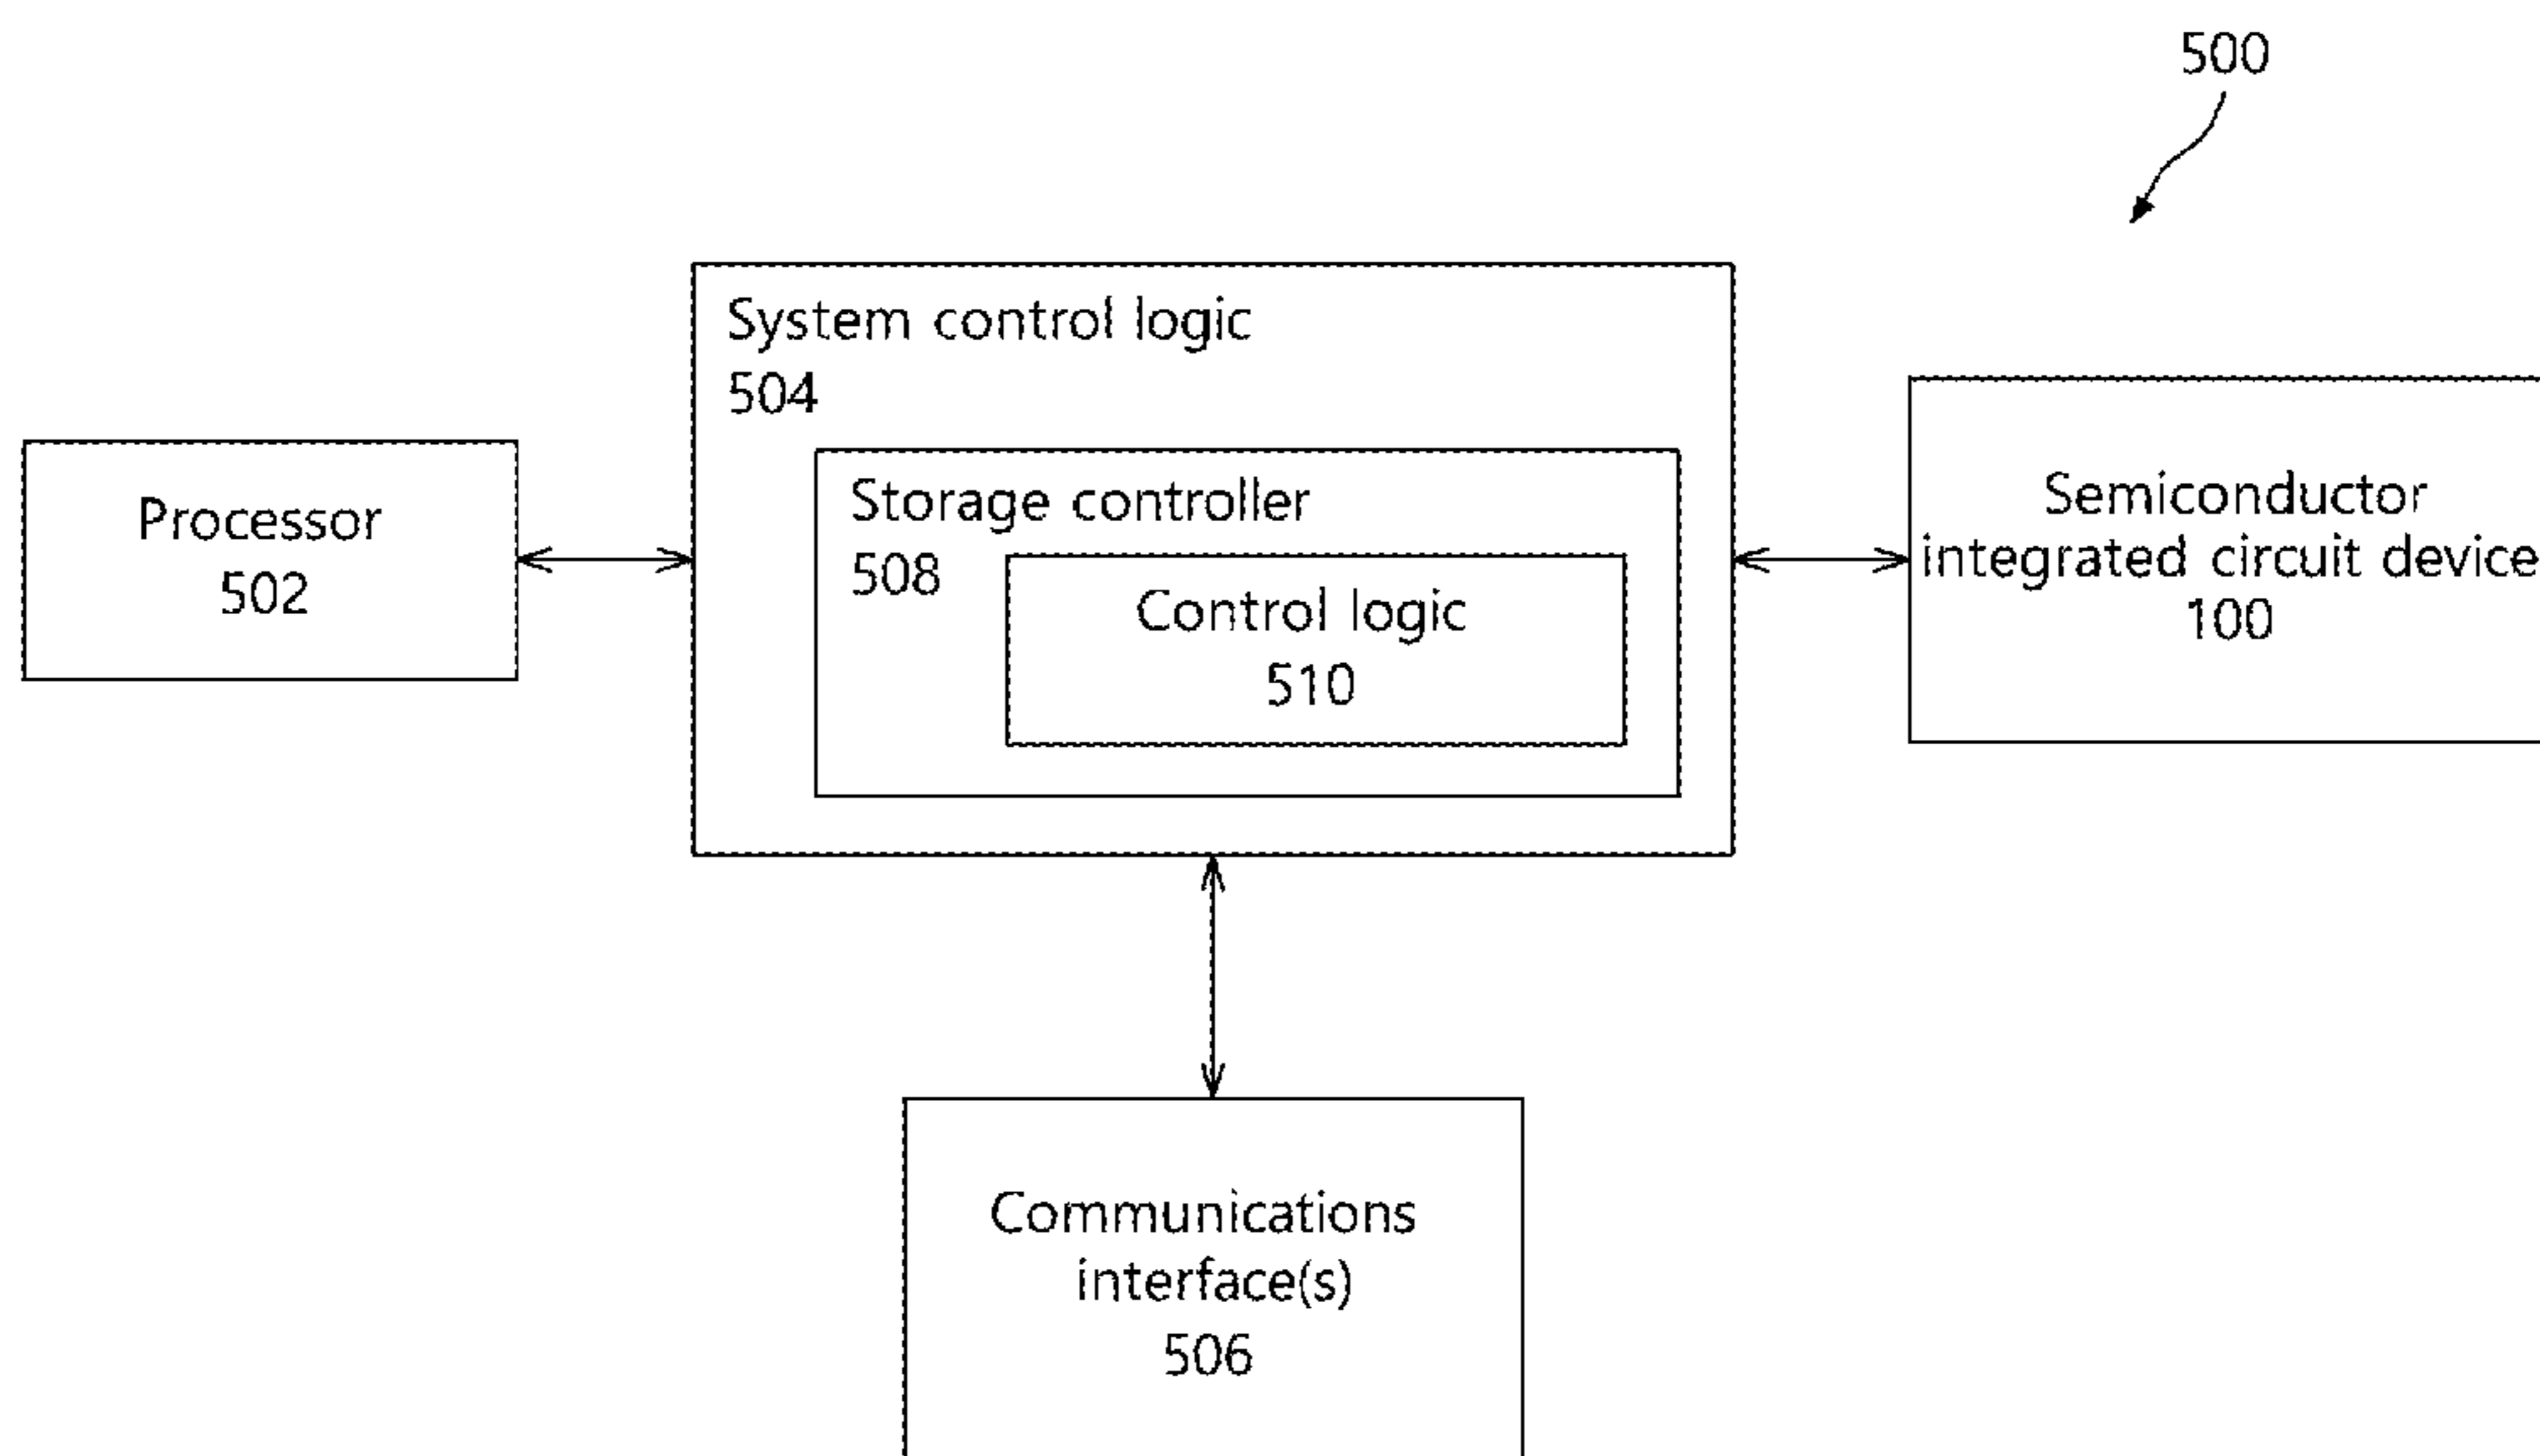 500
System control logic
504
Processor
502
Storage controller
508
Control logic
510
Semiconductor
integrated circuit device
100
Communications
interface(s)
506